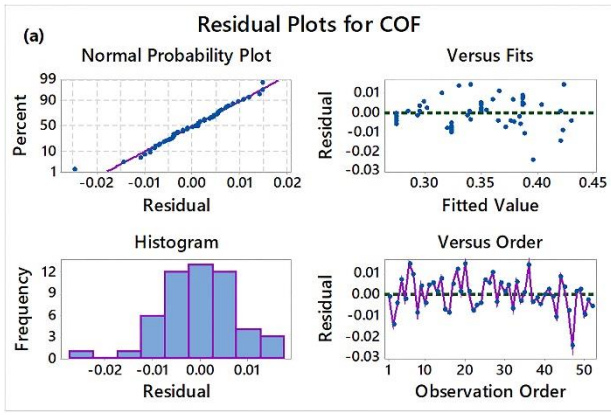 (a)
Residual Plots for COF
Normal Probability Plot
Percent
99
90
50
10
1
-0.02 -0.01 0.00 0.01 0.02
Residual
Versus Fits
Residual
0.01
0.00
-0.01
-0.02
-0.03
0.30 0.35 0.40 0.45
Fitted Value
Histogram
Frequency
12
9
6
3
0
-0.02 -0.01 0.00 0.01
Residual
Versus Order
Residual
0.01
0.00
-0.01
-0.02
-0.03
1 10 20 30 40 50
Observation Order